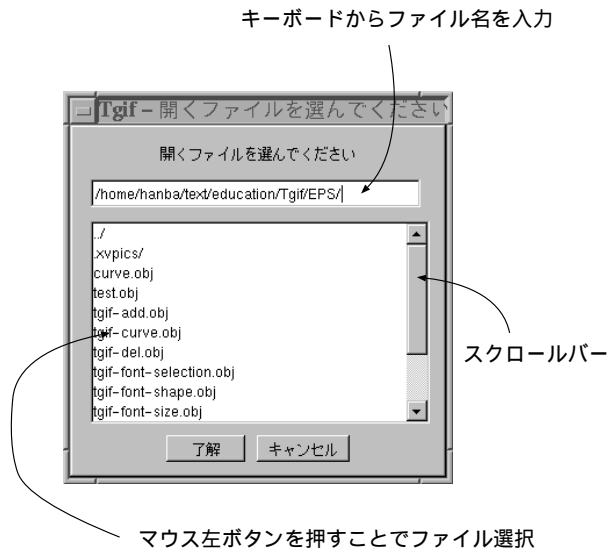 キーボードからファイル名を入力
Tgif – 開くファイルを選んでください
開くファイルを選んでください
/home/hanba/text/education/Tgif/EPS/
../
.xvpics/
curve.obj
test.obj
tgif-add.obj
tgif-curve.obj
tgif-del.obj
tgif-font-selection.obj
tgif-font-shape.obj
tgif-font-size.obj
スクロールバー
了解 キャンセル
マウス左ボタンを押すことでファイル選択